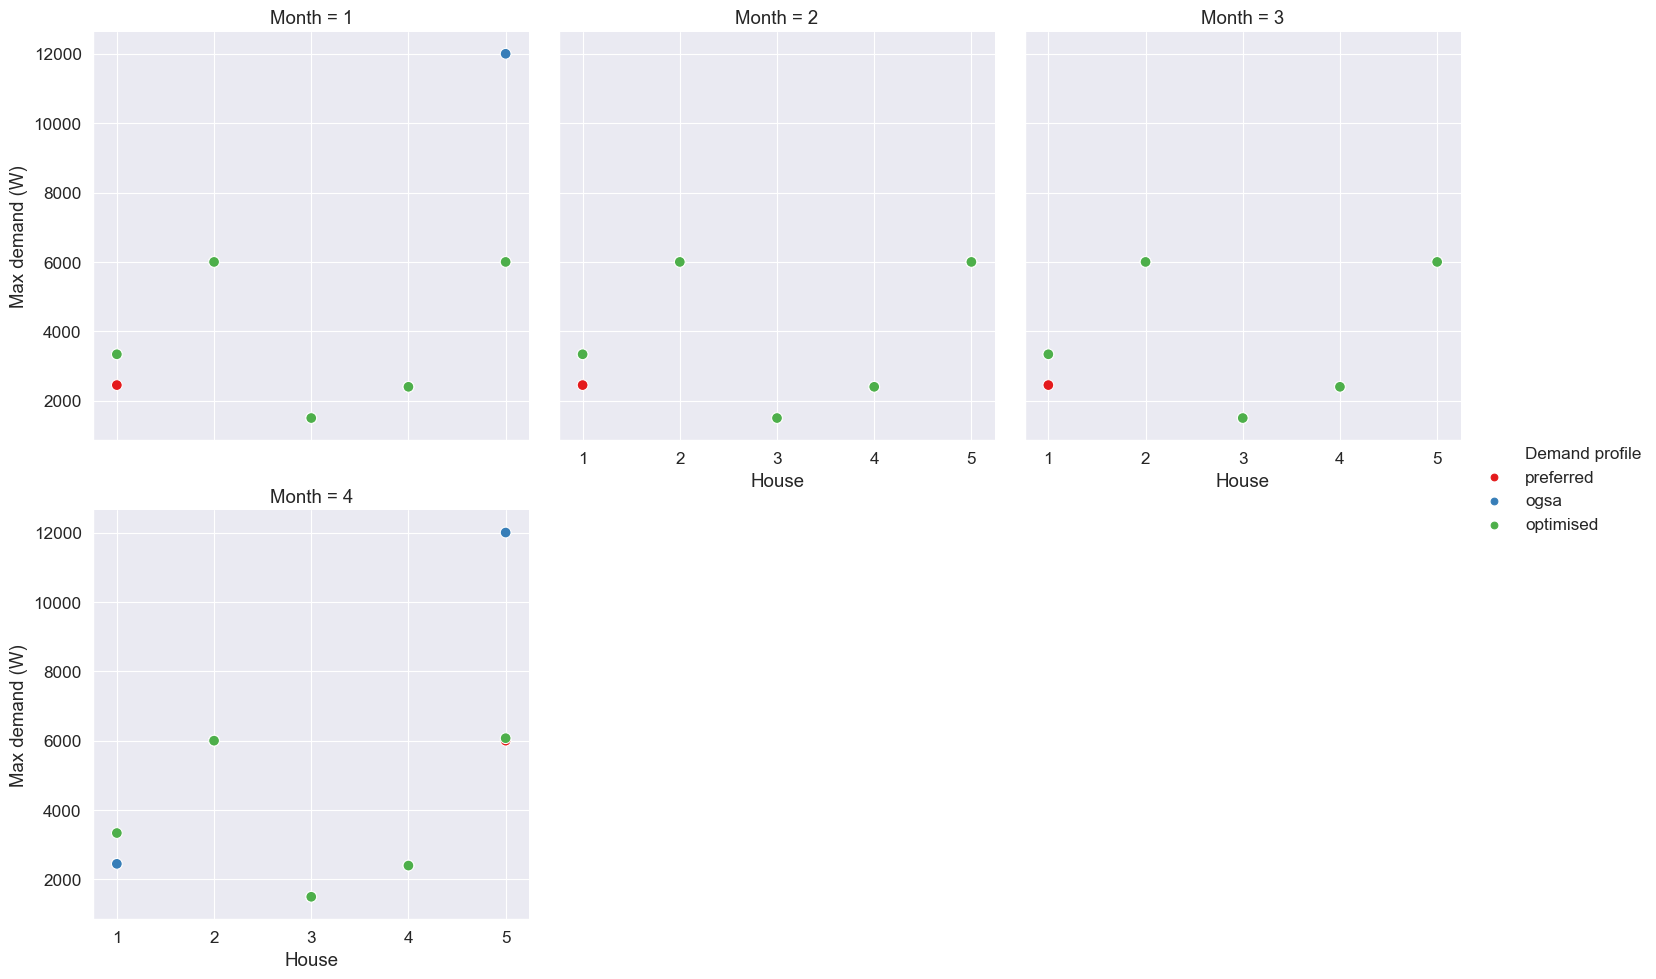 Month = 1
Month = 2
Month = 3
12000
10000
8000
6000
4000
2000
Max demand (W)
1 2 3 4 5
House
1 2 3 4 5
House
Demand profile
preferred
ogsa
optimised
Month = 4
12000
10000
8000
6000
4000
2000
Max demand (W)
1 2 3 4 5
House